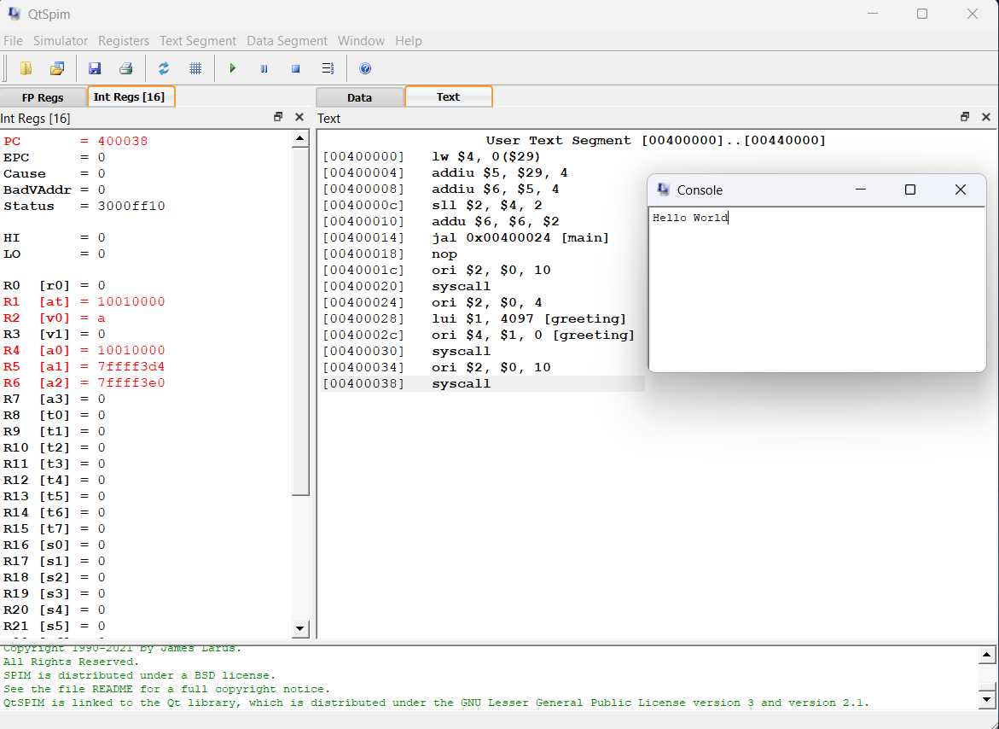 QtSpim
File Simulator Registers Text Segment Data Segment Window Help
FP Regs Int Regs [16]
Int Regs [16]
PC = 400038
EPC = 0
Cause = 0
BadVAddr = 0
Status = 3000ff10
HI = 0
LO = 0
R0 [r0] = 0
R1 [at] = 10010000
R2 [v0] = a
R3 [v1] = 0
R4 [a0] = 10010000
R5 [a1] = 7ffff3d4
R6 [a2] = 7ffff3e0
R7 [a3] = 0
R8 [t0] = 0
R9 [t1] = 0
R10 [t2] = 0
R11 [t3] = 0
R12 [t4] = 0
R13 [t5] = 0
R14 [t6] = 0
R15 [t7] = 0
R16 [s0] = 0
R17 [s1] = 0
R18 [s2] = 0
R19 [s3] = 0
R20 [s4] = 0
R21 [s5] = 0
Data Text
Text
User Text Segment [00400000]..[00440000]
[00400000] lw $4, 0($29)
[00400004] addiu $5, $29, 4
[00400008] addiu $6, $5, 4
[0040000c] sll $2, $4, 2
[00400010] addu $6, $6, $2
[00400014] jal 0x00400024 [main]
[00400018] nop
[0040001c] ori $2, $0, 10
[00400020] syscall
[00400024] ori $2, $0, 4
[00400028] lui $1, 4097 [greeting]
[0040002c] ori $4, $1, 0 [greeting]
[00400030] syscall
[00400034] ori $2, $0, 10
[00400038] syscall
Console
Hello World
Copyright 1990-2021 by James Larus.
All Rights Reserved.
SPIM is distributed under a BSD license.
See the file README for a full copyright notice.
QtSPIM is linked to the Qt library, which is distributed under the GNU Lesser General Public License version 3 and version 2.1.